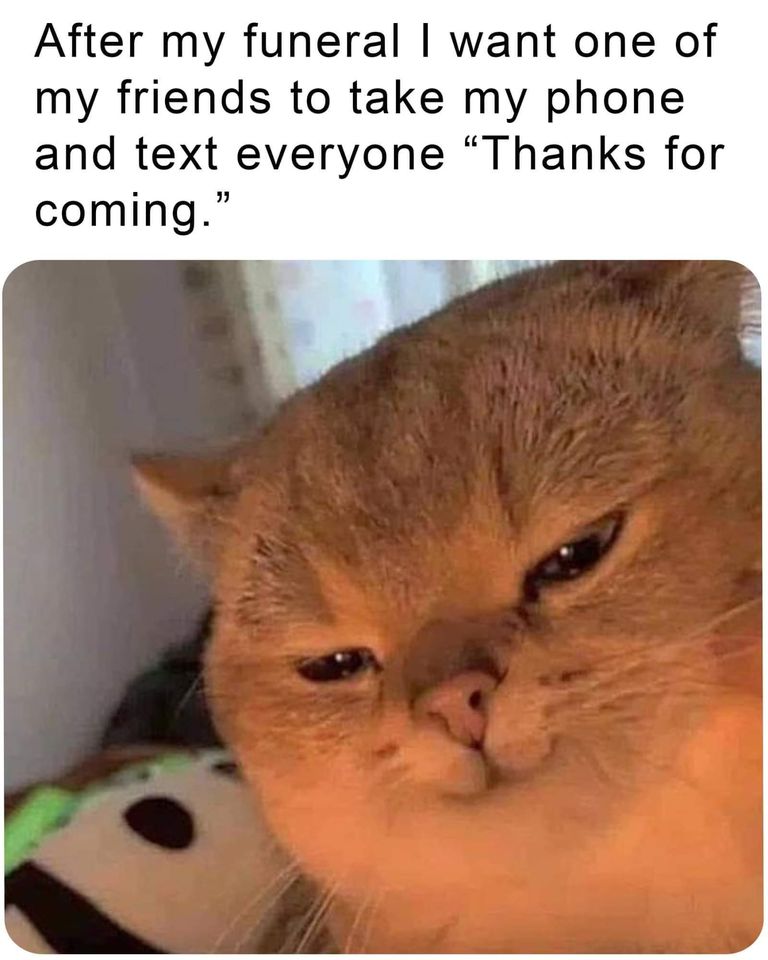 After my funeral I want one of
my friends to take my phone
and text everyone “Thanks for
coming.”